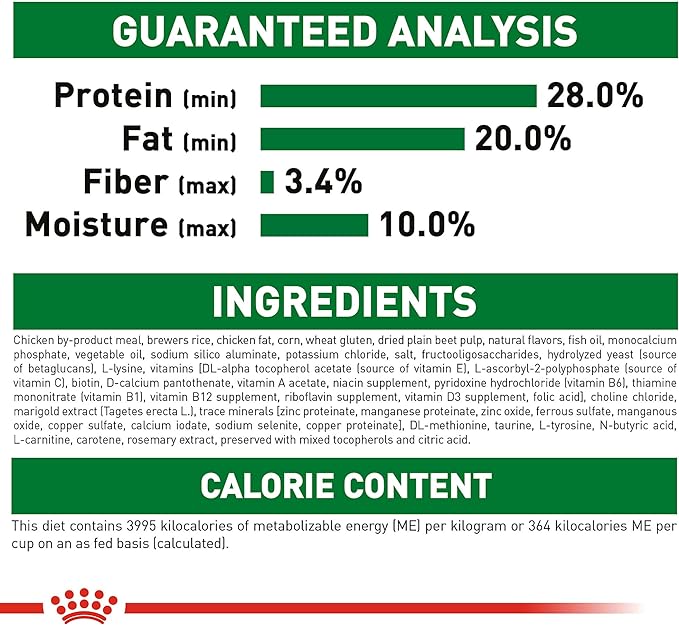 GUARANTEED ANALYSIS
Protein (min) 28.0%
Fat (min) 20.0%
Fiber (max) 3.4%
Moisture (max) 10.0%
INGREDIENTS
Chicken by-product meal, brewers rice, chicken fat, corn, wheat gluten, dried plain beet pulp, natural flavors, fish oil, monocalcium
phosphate, vegetable oil, sodium silico aluminate, potassium chloride, salt, fructooligosaccharides, hydrolyzed yeast (source
of betaglucans), L-lysine, vitamins [DL-alpha tocopherol acetate (source of vitamin E), L-ascorbyl-2-polyphosphate (source of
vitamin C), biotin, D-calcium pantothenate, vitamin A acetate, niacin supplement, pyridoxine hydrochloride (vitamin B6), thiamine
mononitrate (vitamin B1), vitamin B12 supplement, riboflavin supplement, vitamin D3 supplement, folic acid], choline chloride,
marigold extract (Tagetes erecta L.), trace minerals [zinc proteinate, manganese proteinate, zinc oxide, ferrous sulfate, manganous
oxide, copper sulfate, calcium iodate, sodium selenite, copper proteinate], DL-methionine, taurine, L-tyrosine, N-butyric acid,
L-carnitine, carotene, rosemary extract, preserved with mixed tocopherols and citric acid.
CALORIE CONTENT
This diet contains 3995 kilocalories of metabolizable energy (ME) per kilogram or 364 kilocalories ME per
cup on an as fed basis (calculated).